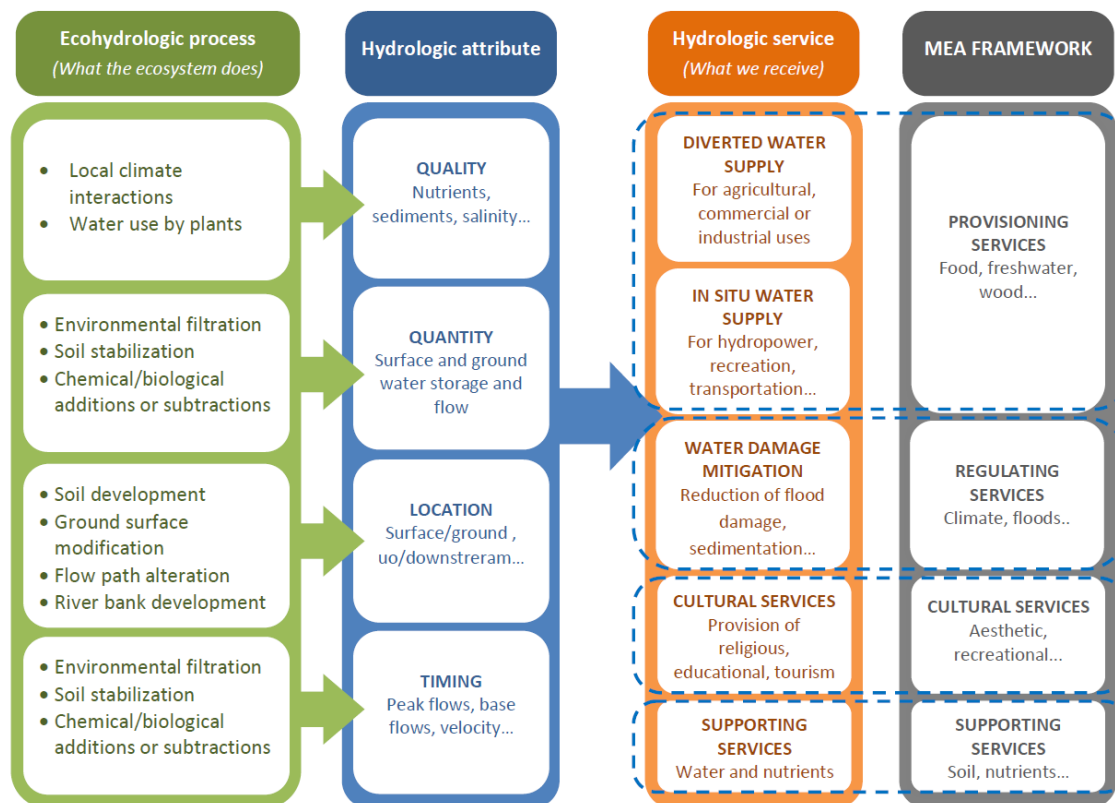 Ecohydrologic process
(What the ecosystem does)
• Local climate
interactions
• Water use by plants
• Environmental filtration
• Soil stabilization
• Chemical/biological
additions or subtractions
• Soil development
• Ground surface
modification
• Flow path alteration
• River bank development
• Environmental filtration
• Soil stabilization
• Chemical/biological
additions or subtractions
Hydrologic attribute
QUALITY
Nutrients,
sediments, salinity...
QUANTITY
Surface and ground
water storage and
flow
LOCATION
Surface/ground ,
uo/downstreram...
TIMING
Peak flows, base
flows, velocity...
Hydrologic service
(What we receive)
DIVERTED WATER
SUPPLY
For agricultural,
commercial or
industrial uses
IN SITU WATER
SUPPLY
For hydropower,
recreation,
transportation...
WATER DAMAGE
MITIGATION
Reduction of flood
damage,
sedimentation...
CULTURAL SERVICES
Provision of
religious,
educational, tourism
SUPPORTING
SERVICES
Water and nutrients
MEA FRAMEWORK
PROVISIONING
SERVICES
Food, freshwater,
wood...
REGULATING
SERVICES
Climate, floods..
CULTURAL SERVICES
Aesthetic,
recreational...
SUPPORTING
SERVICES
Soil, nutrients...